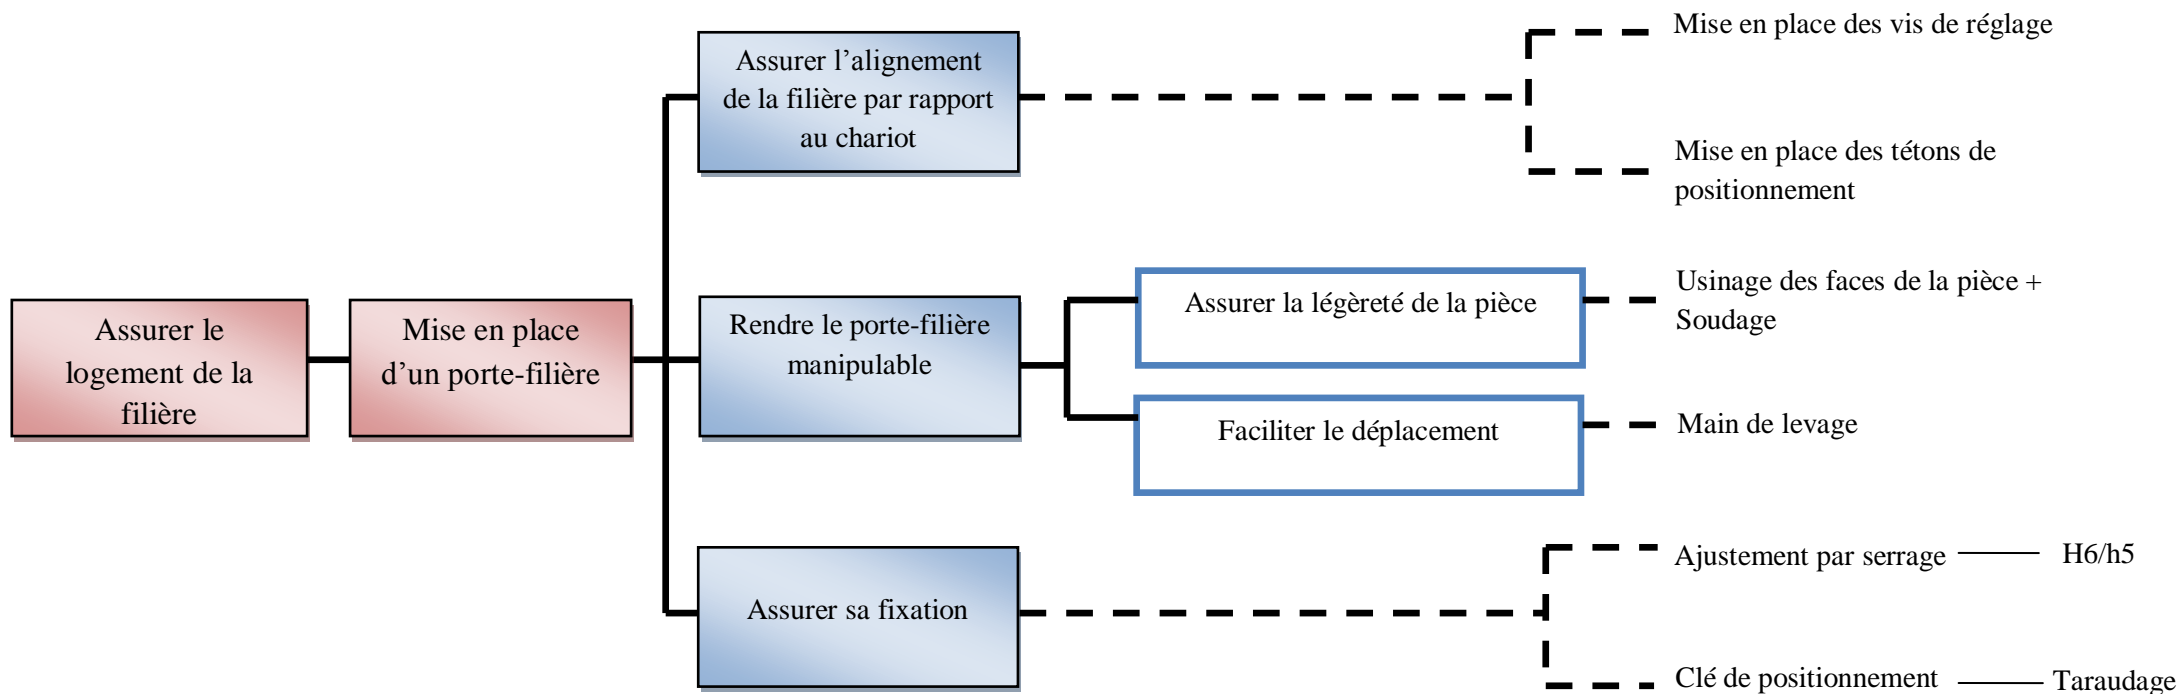 Assurer le
logement de la
filière
Mise en place
d’un porte-filière
Assurer l’alignement
de la filière par rapport
au chariot
Mise en place des vis de réglage
Mise en place des tétons de
positionnement
Rendre le porte-filière
manipulable
Assurer la légèreté de la pièce
Usinage des faces de la pièce +
Soudage
Faciliter le déplacement
Main de levage
Assurer sa fixation
Ajustement par serrage
H6/h5
Clé de positionnement
Taraudage